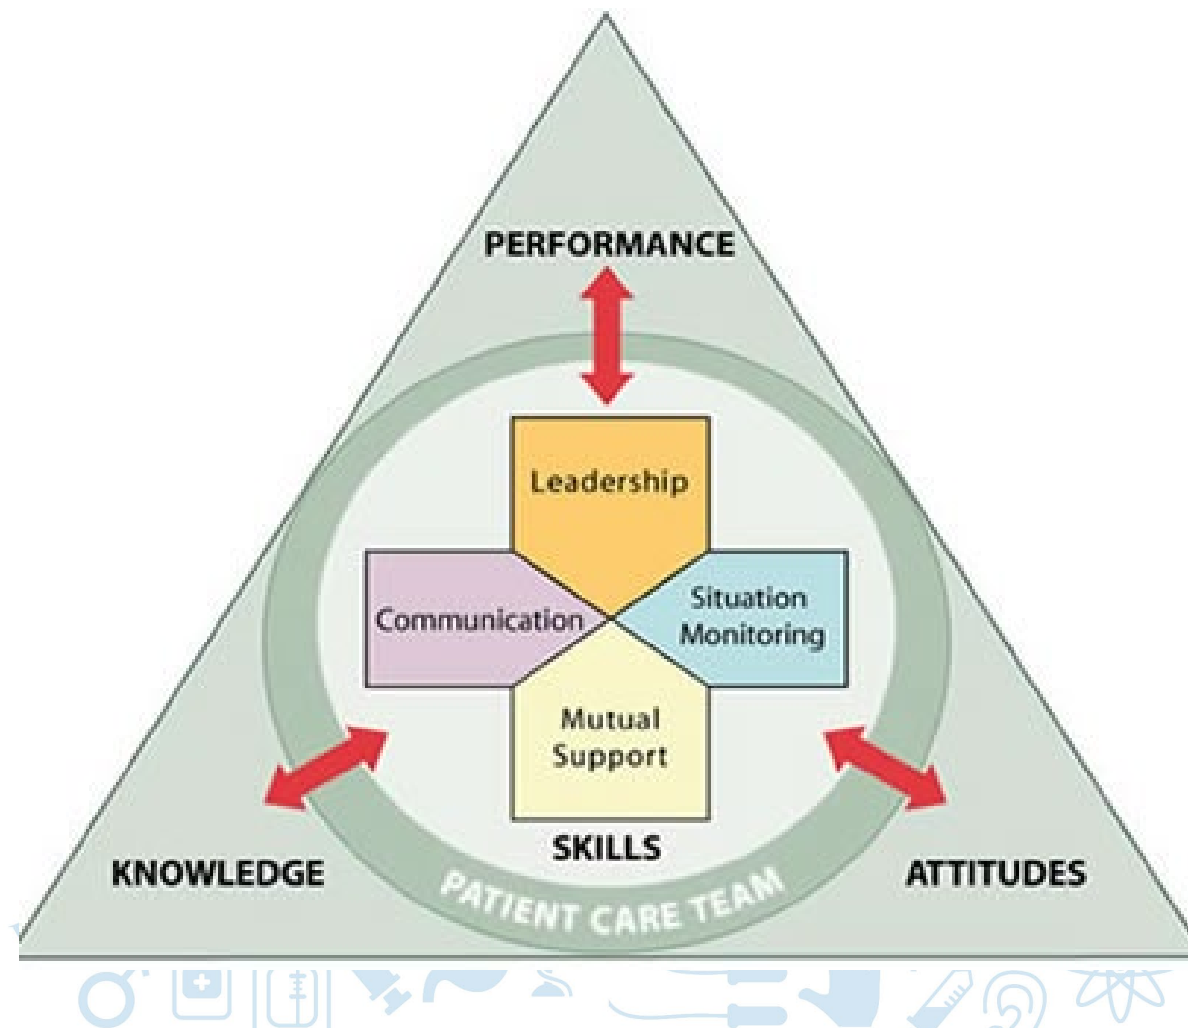 PERFORMANCE
Leadership
Communication
Situation
Monitoring
Mutual
Support
SKILLS
KNOWLEDGE
ATTITUDES
PATIENT CARE TEAM